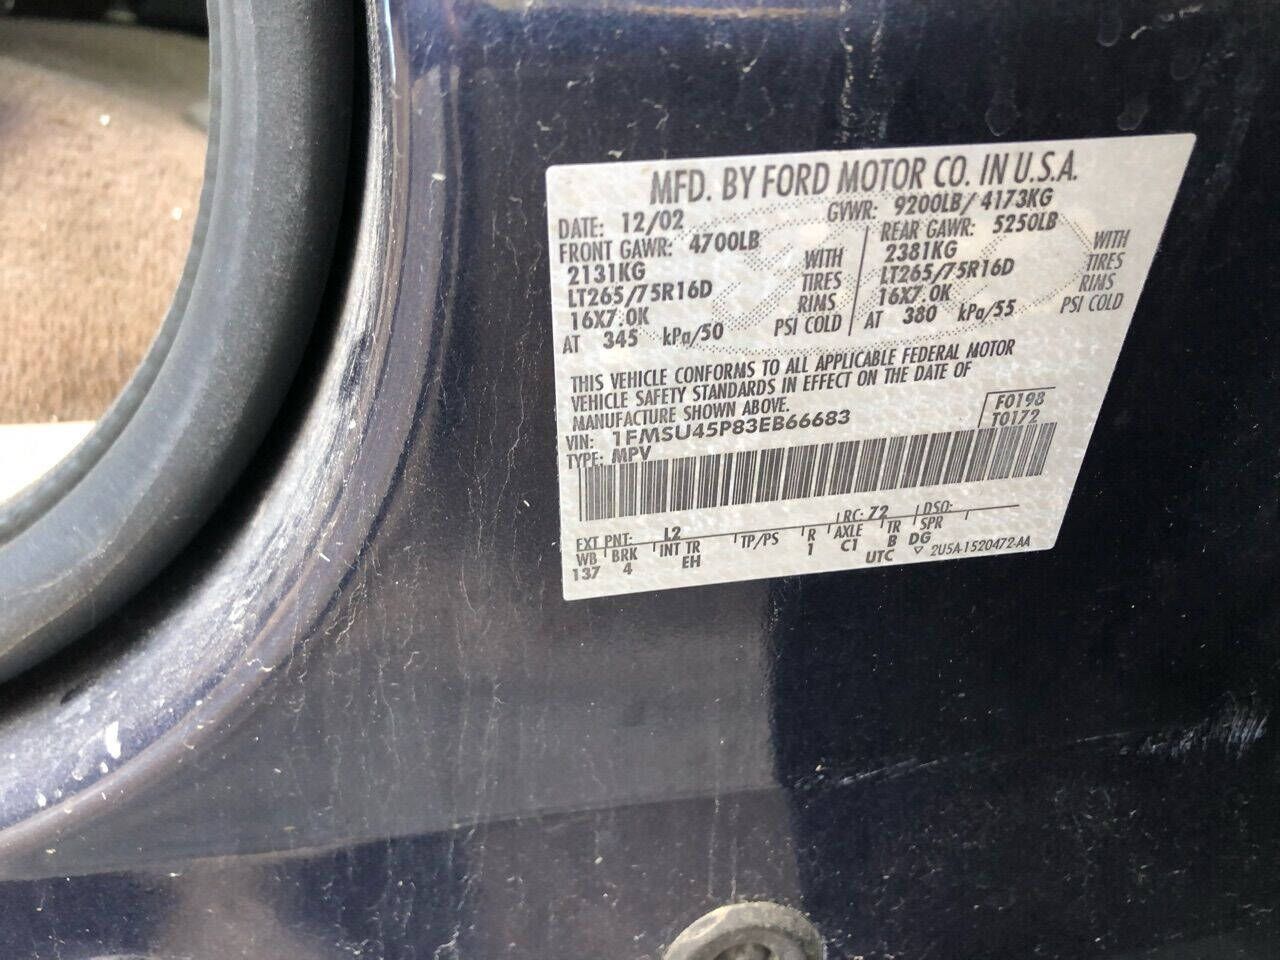 MFD. BY FORD MOTOR CO. IN U.S.A.
DATE: 12/02 GVWR: 9200LB/ 4173KG
FRONT GAWR: 4700LB REAR GAWR: 5250LB
2131KG WITH 2381KG WITH
LT265/75R16D TIRES LT265/75R16D TIRES
16X7.0K RIMS 16X7.0K RIMS
AT 345 kPa/50 PSI COLD AT 380 kPa/55 PSI COLD
THIS VEHICLE CONFORMS TO ALL APPLICABLE FEDERAL MOTOR
VEHICLE SAFETY STANDARDS IN EFFECT ON THE DATE OF
MANUFACTURE SHOWN ABOVE.
VIN: 1FMSU45P83EB66683 F0198
TYPE: MPV T0172
EXT PNT: L2 RC: 72 DSO:
WB BRK INT TR TP/PS R AXLE TR SPR
137 4 EH 1 C1 B DG
UTC ▽ 2U5A-1520472-AA